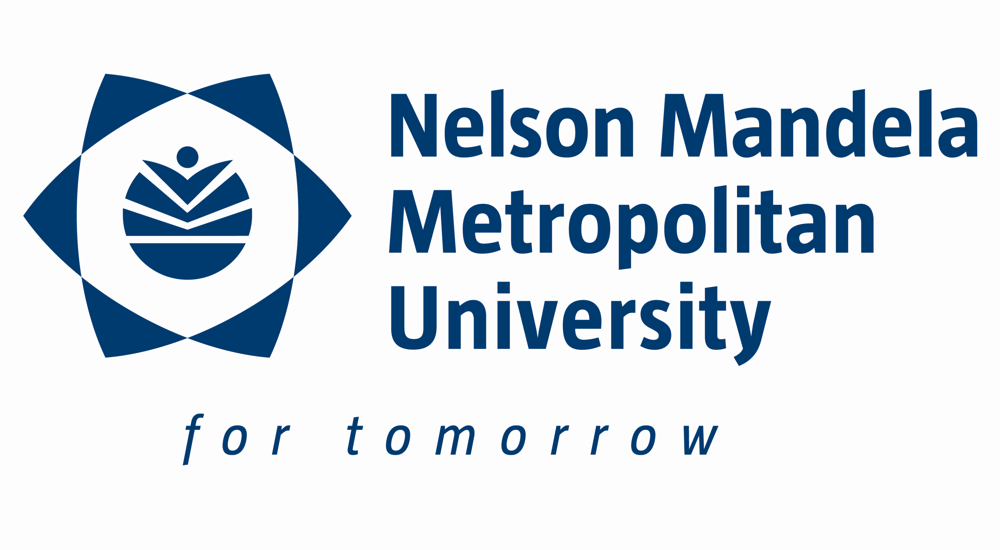 Nelson Mandela
Metropolitan
University
for tomorrow